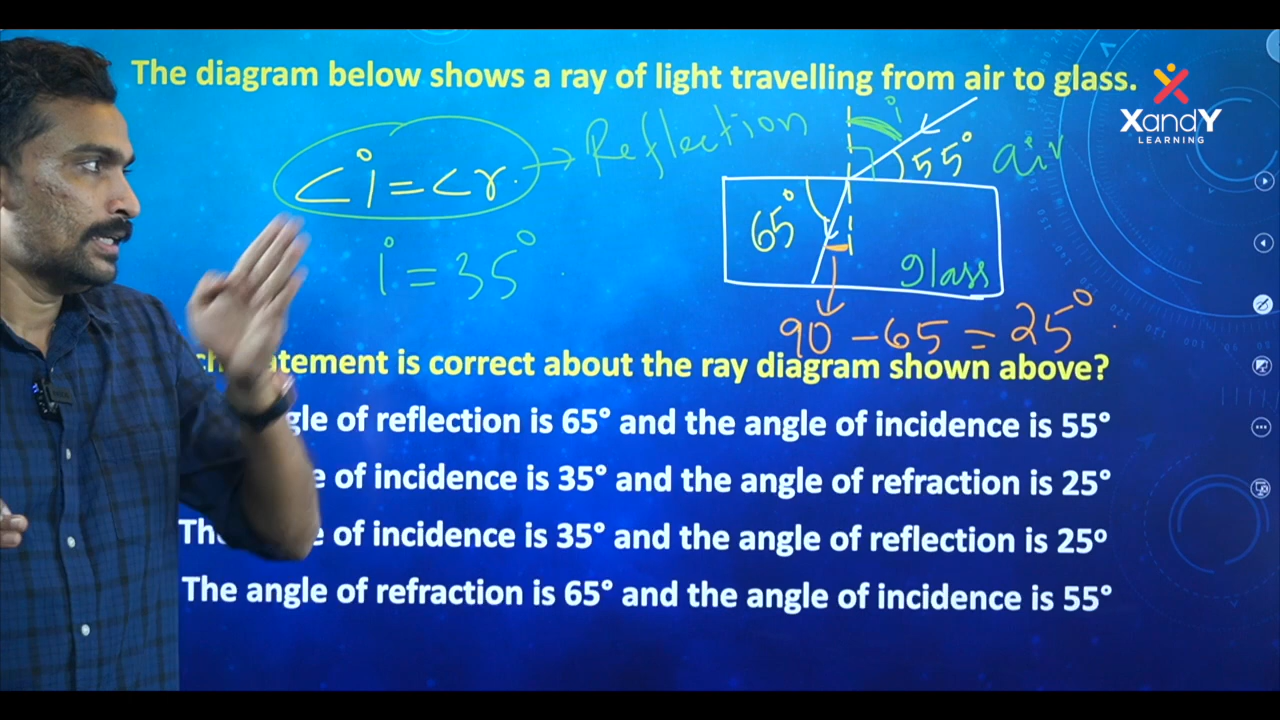 The diagram below shows a ray of light travelling from air to glass.
XandY
LEARNING
<i = <r. → Reflection
i = 35°
i
55°
air
65°
glass
90 - 65 = 25°
statement is correct about the ray diagram shown above?
of reflection is 65° and the angle of incidence is 55°
of incidence is 35° and the angle of refraction is 25°
of incidence is 35° and the angle of reflection is 25º
The angle of refraction is 65° and the angle of incidence is 55°